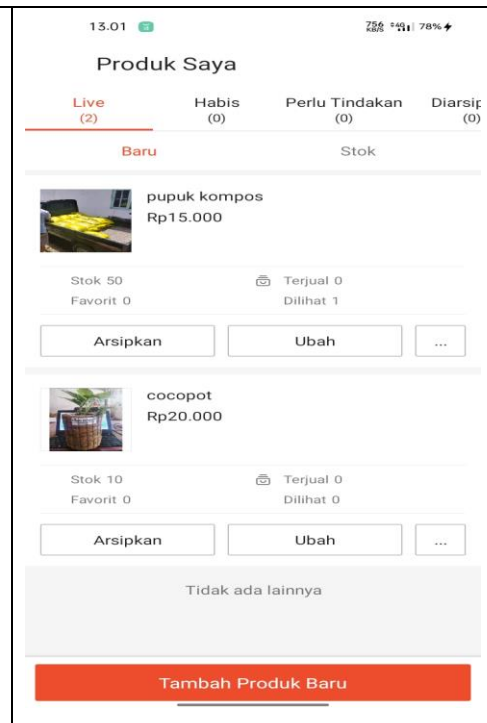 13.01
756 KB/S 4G 78%
Produk Saya
Live Habis Perlu Tindakan Diarsip
(2) (0) (0) (0)
Baru Stok
pupuk kompos
Rp15.000
Stok 50 Terjual 0
Favorit 0 Dilihat 1
Arsipkan Ubah ...
cocopot
Rp20.000
Stok 10 Terjual 0
Favorit 0 Dilihat 0
Arsipkan Ubah ...
Tidak ada lainnya
Tambah Produk Baru